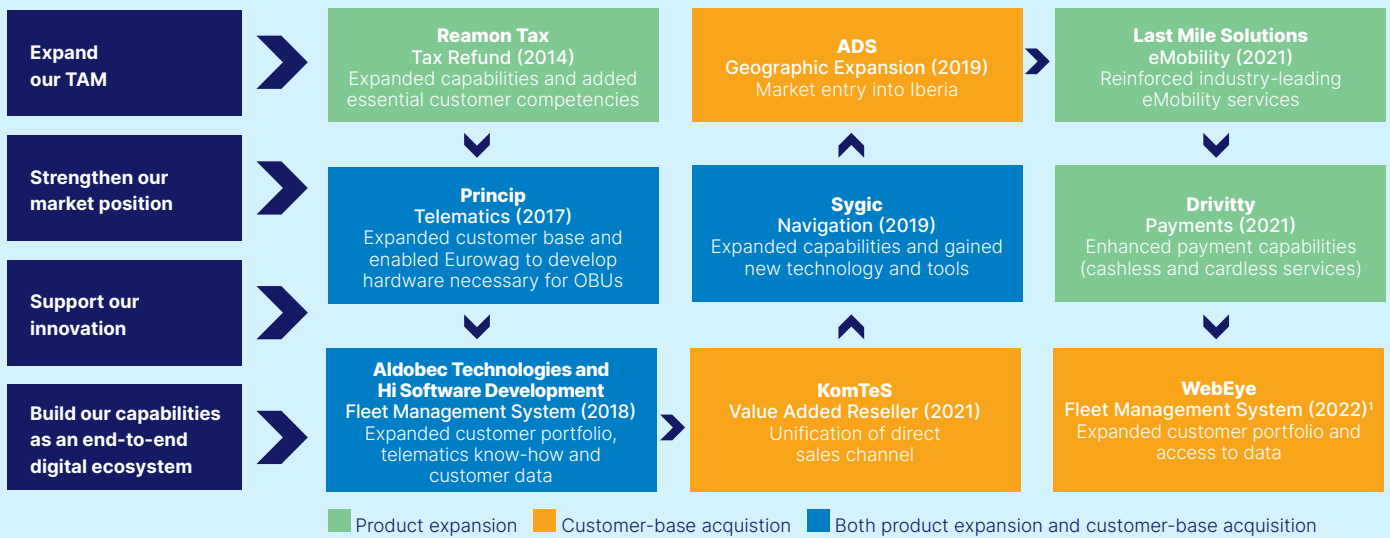 Expand
our TAM
Strengthen our
market position
Support our
innovation
Build our capabilities
as an end-to-end
digital ecosystem
Reamon Tax
Tax Refund (2014)
Expanded capabilities and added
essential customer competencies
Princip
Telematics (2017)
Expanded customer base and
enabled Eurowag to develop
hardware necessary for OBUs
Aldobec Technologies and
Hi Software Development
Fleet Management System (2018)
Expanded customer portfolio,
telematics know-how and
customer data
KomTeS
Value Added Reseller (2021)
Unification of direct
sales channel
Sygic
Navigation (2019)
Expanded capabilities and gained
new technology and tools
ADS
Geographic Expansion (2019)
Market entry into Iberia
Last Mile Solutions
eMobility (2021)
Reinforced industry-leading
eMobility services
Drivitty
Payments (2021)
Enhanced payment capabilities
(cashless and cardless services)
WebEye
Fleet Management System (2022)¹
Expanded customer portfolio and
access to data
Product expansion
Customer-base acquistion
Both product expansion and customer-base acquisition